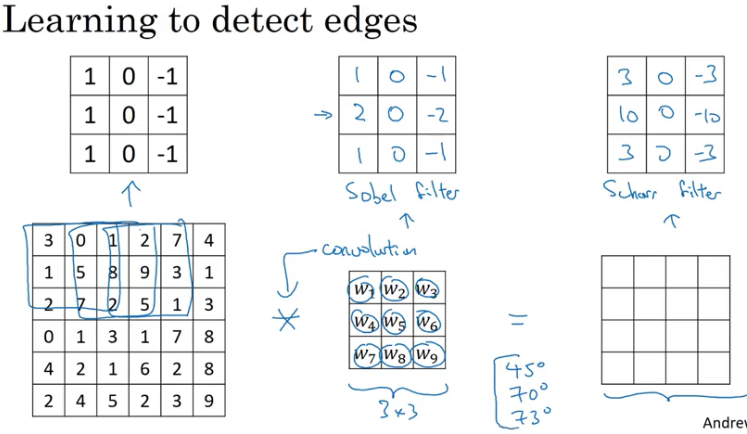 Learning to detect edges
1 0 -1
1 0 -1
1 0 -1
1 0 -1
→ 2 0 -2
1 0 -1
Sobel filter
3 0 -3
10 0 -10
3 0 -3
Scharr filter
convolution
3 0 1 2 7 4
1 5 8 9 3 1
2 7 2 5 1 3
0 1 3 1 7 8
4 2 1 6 2 8
2 4 5 2 3 9
*
w1 w2 w3
w4 w5 w6
w7 w8 w9
3×3
=
45°
70°
73°
Andrew